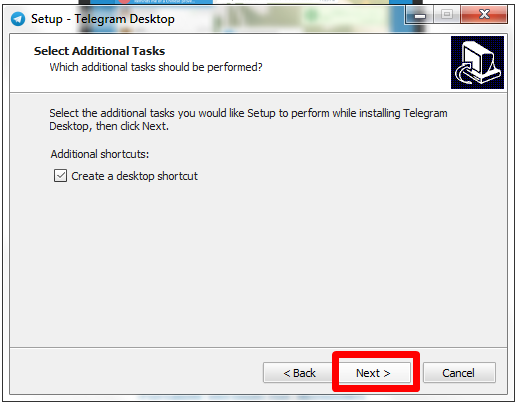 Setup - Telegram Desktop
Select Additional Tasks
Which additional tasks should be performed?
Select the additional tasks you would like Setup to perform while installing Telegram
Desktop, then click Next.
Additional shortcuts:
Create a desktop shortcut
< Back
Next >
Cancel